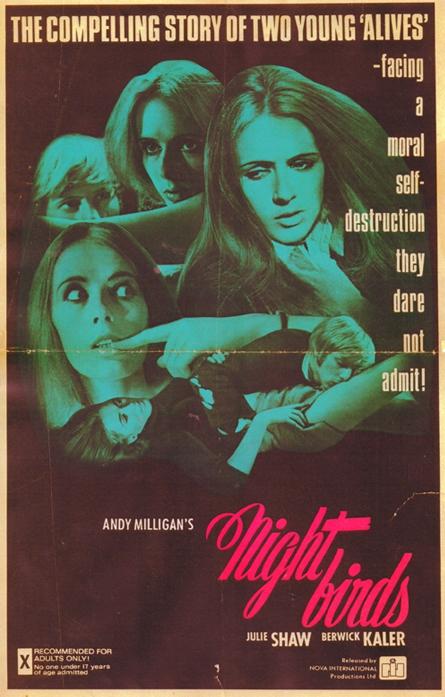 THE COMPELLING STORY OF TWO YOUNG 'ALIVES'
-facing
a
moral
self-
destruction
they
dare
not
admit!
ANDY MILLIGAN'S
Night
birds
JULIE SHAW BERWICK KALER
X RECOMMENDED FOR
ADULTS ONLY!
No one under 17 years
of age admitted
Released by
NOVA INTERNATIONAL
Productions Ltd